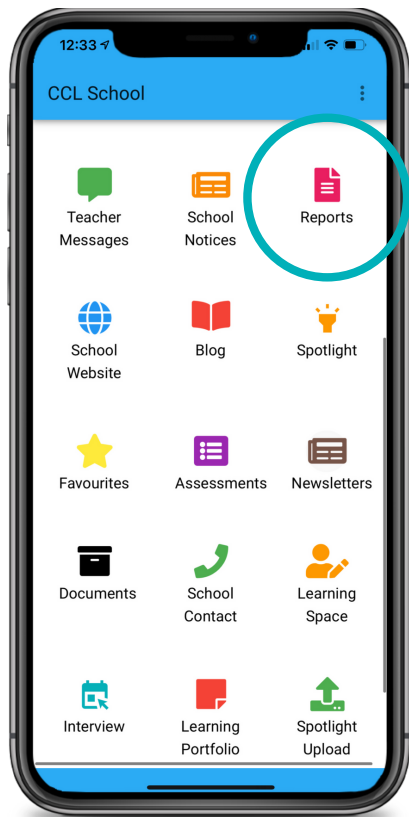 12:33
CCL School
Teacher Messages
School Notices
Reports
School Website
Blog
Spotlight
Favourites
Assessments
Newsletters
Documents
School Contact
Learning Space
Interview
Learning Portfolio
Spotlight Upload